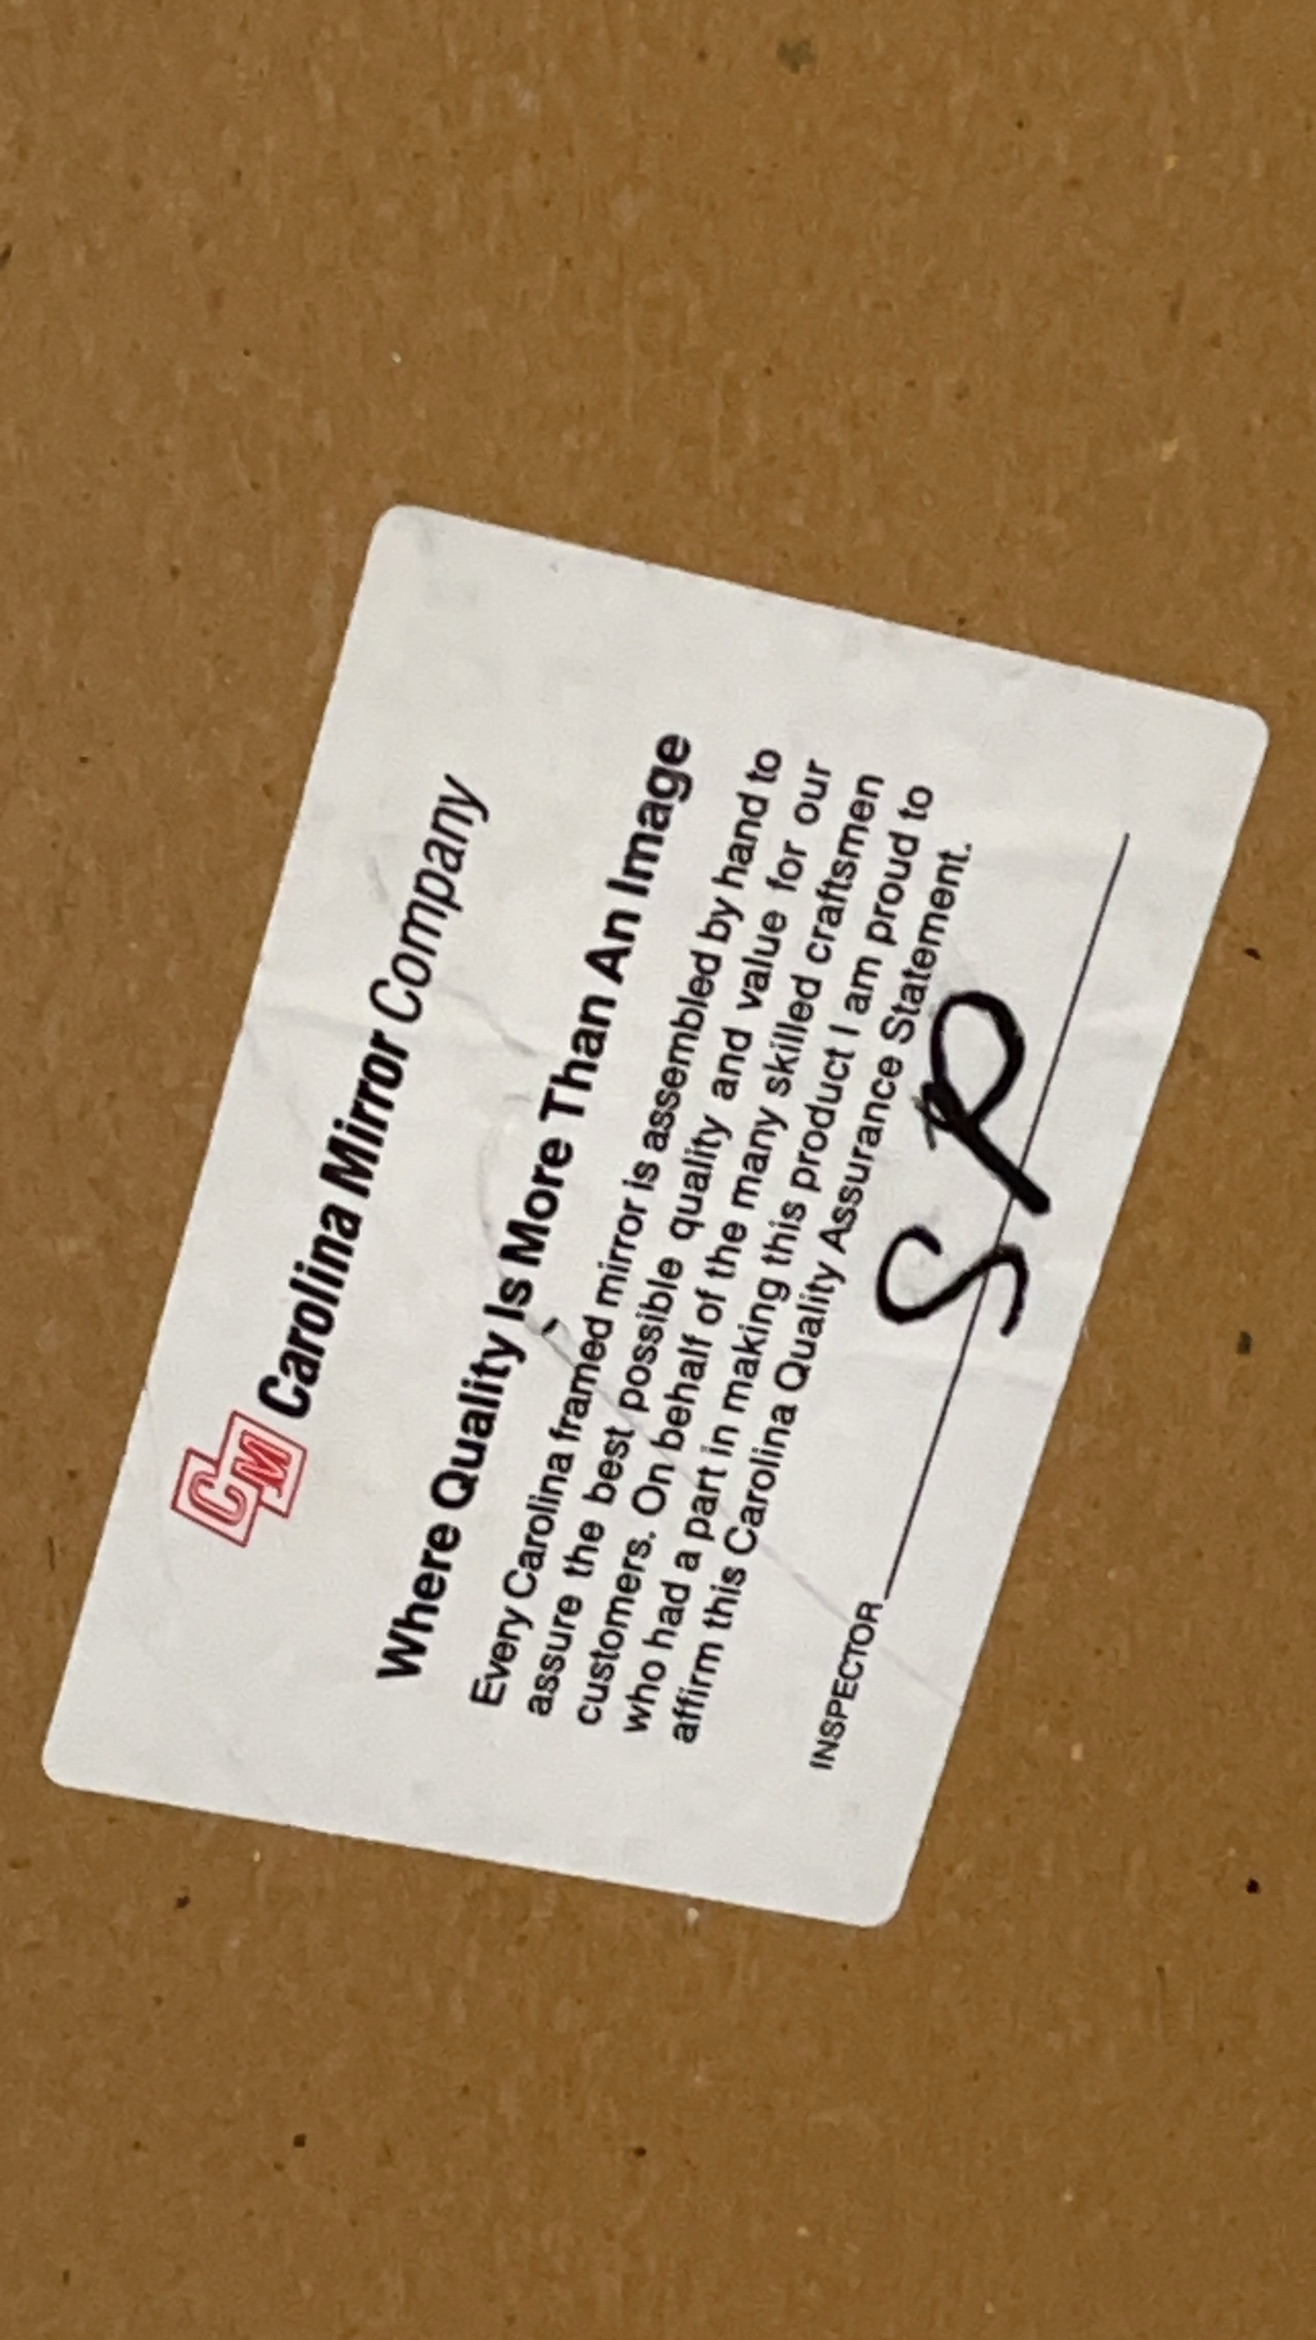 CM Carolina Mirror Company
Where Quality Is More Than An Image
Every Carolina framed mirror is assembled by hand to
assure the best possible quality and value for our
customers. On behalf of the many skilled craftsmen
who had a part in making this product I am proud to
affirm this Carolina Quality Assurance Statement.
INSPECTOR SP